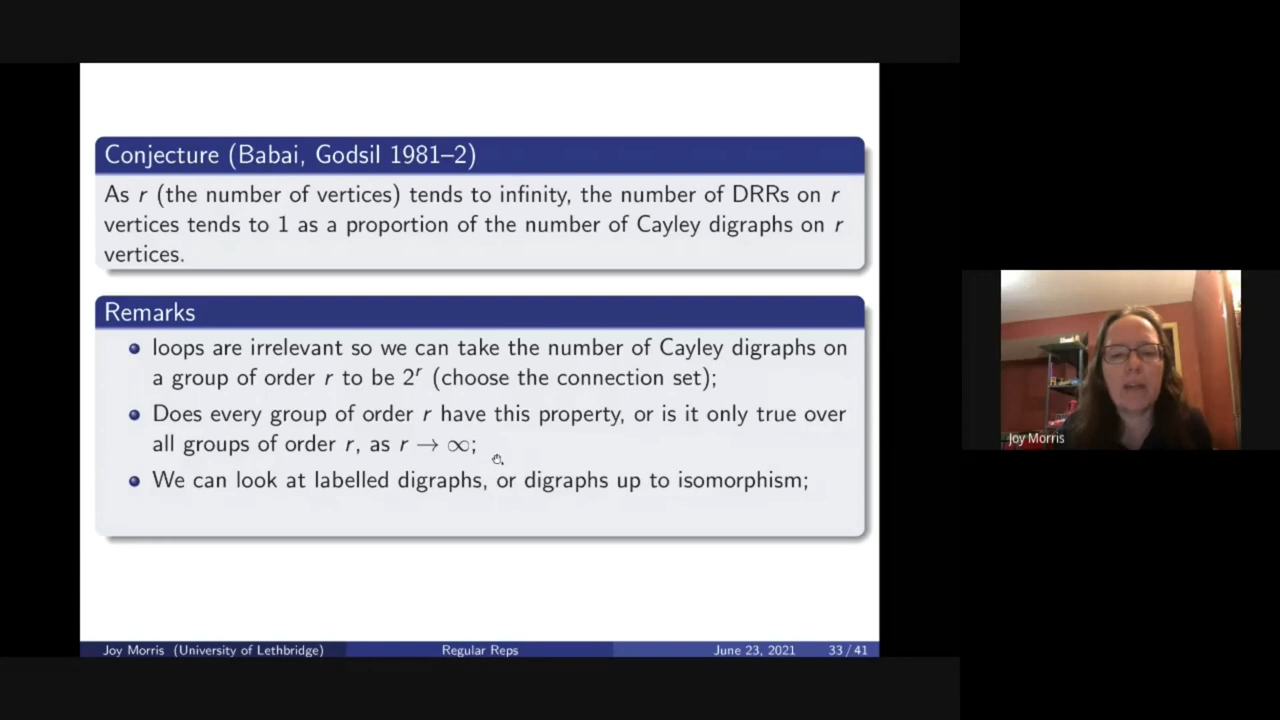 Conjecture (Babai, Godsil 1981–2)
As r (the number of vertices) tends to infinity, the number of DRRs on r
vertices tends to 1 as a proportion of the number of Cayley digraphs on r
vertices.
Remarks
loops are irrelevant so we can take the number of Cayley digraphs on
a group of order r to be 2^r (choose the connection set);
Does every group of order r have this property, or is it only true over
all groups of order r, as r → ∞;
We can look at labelled digraphs, or digraphs up to isomorphism;
Joy Morris
Joy Morris (University of Lethbridge) Regular Reps June 23, 2021 33 / 41